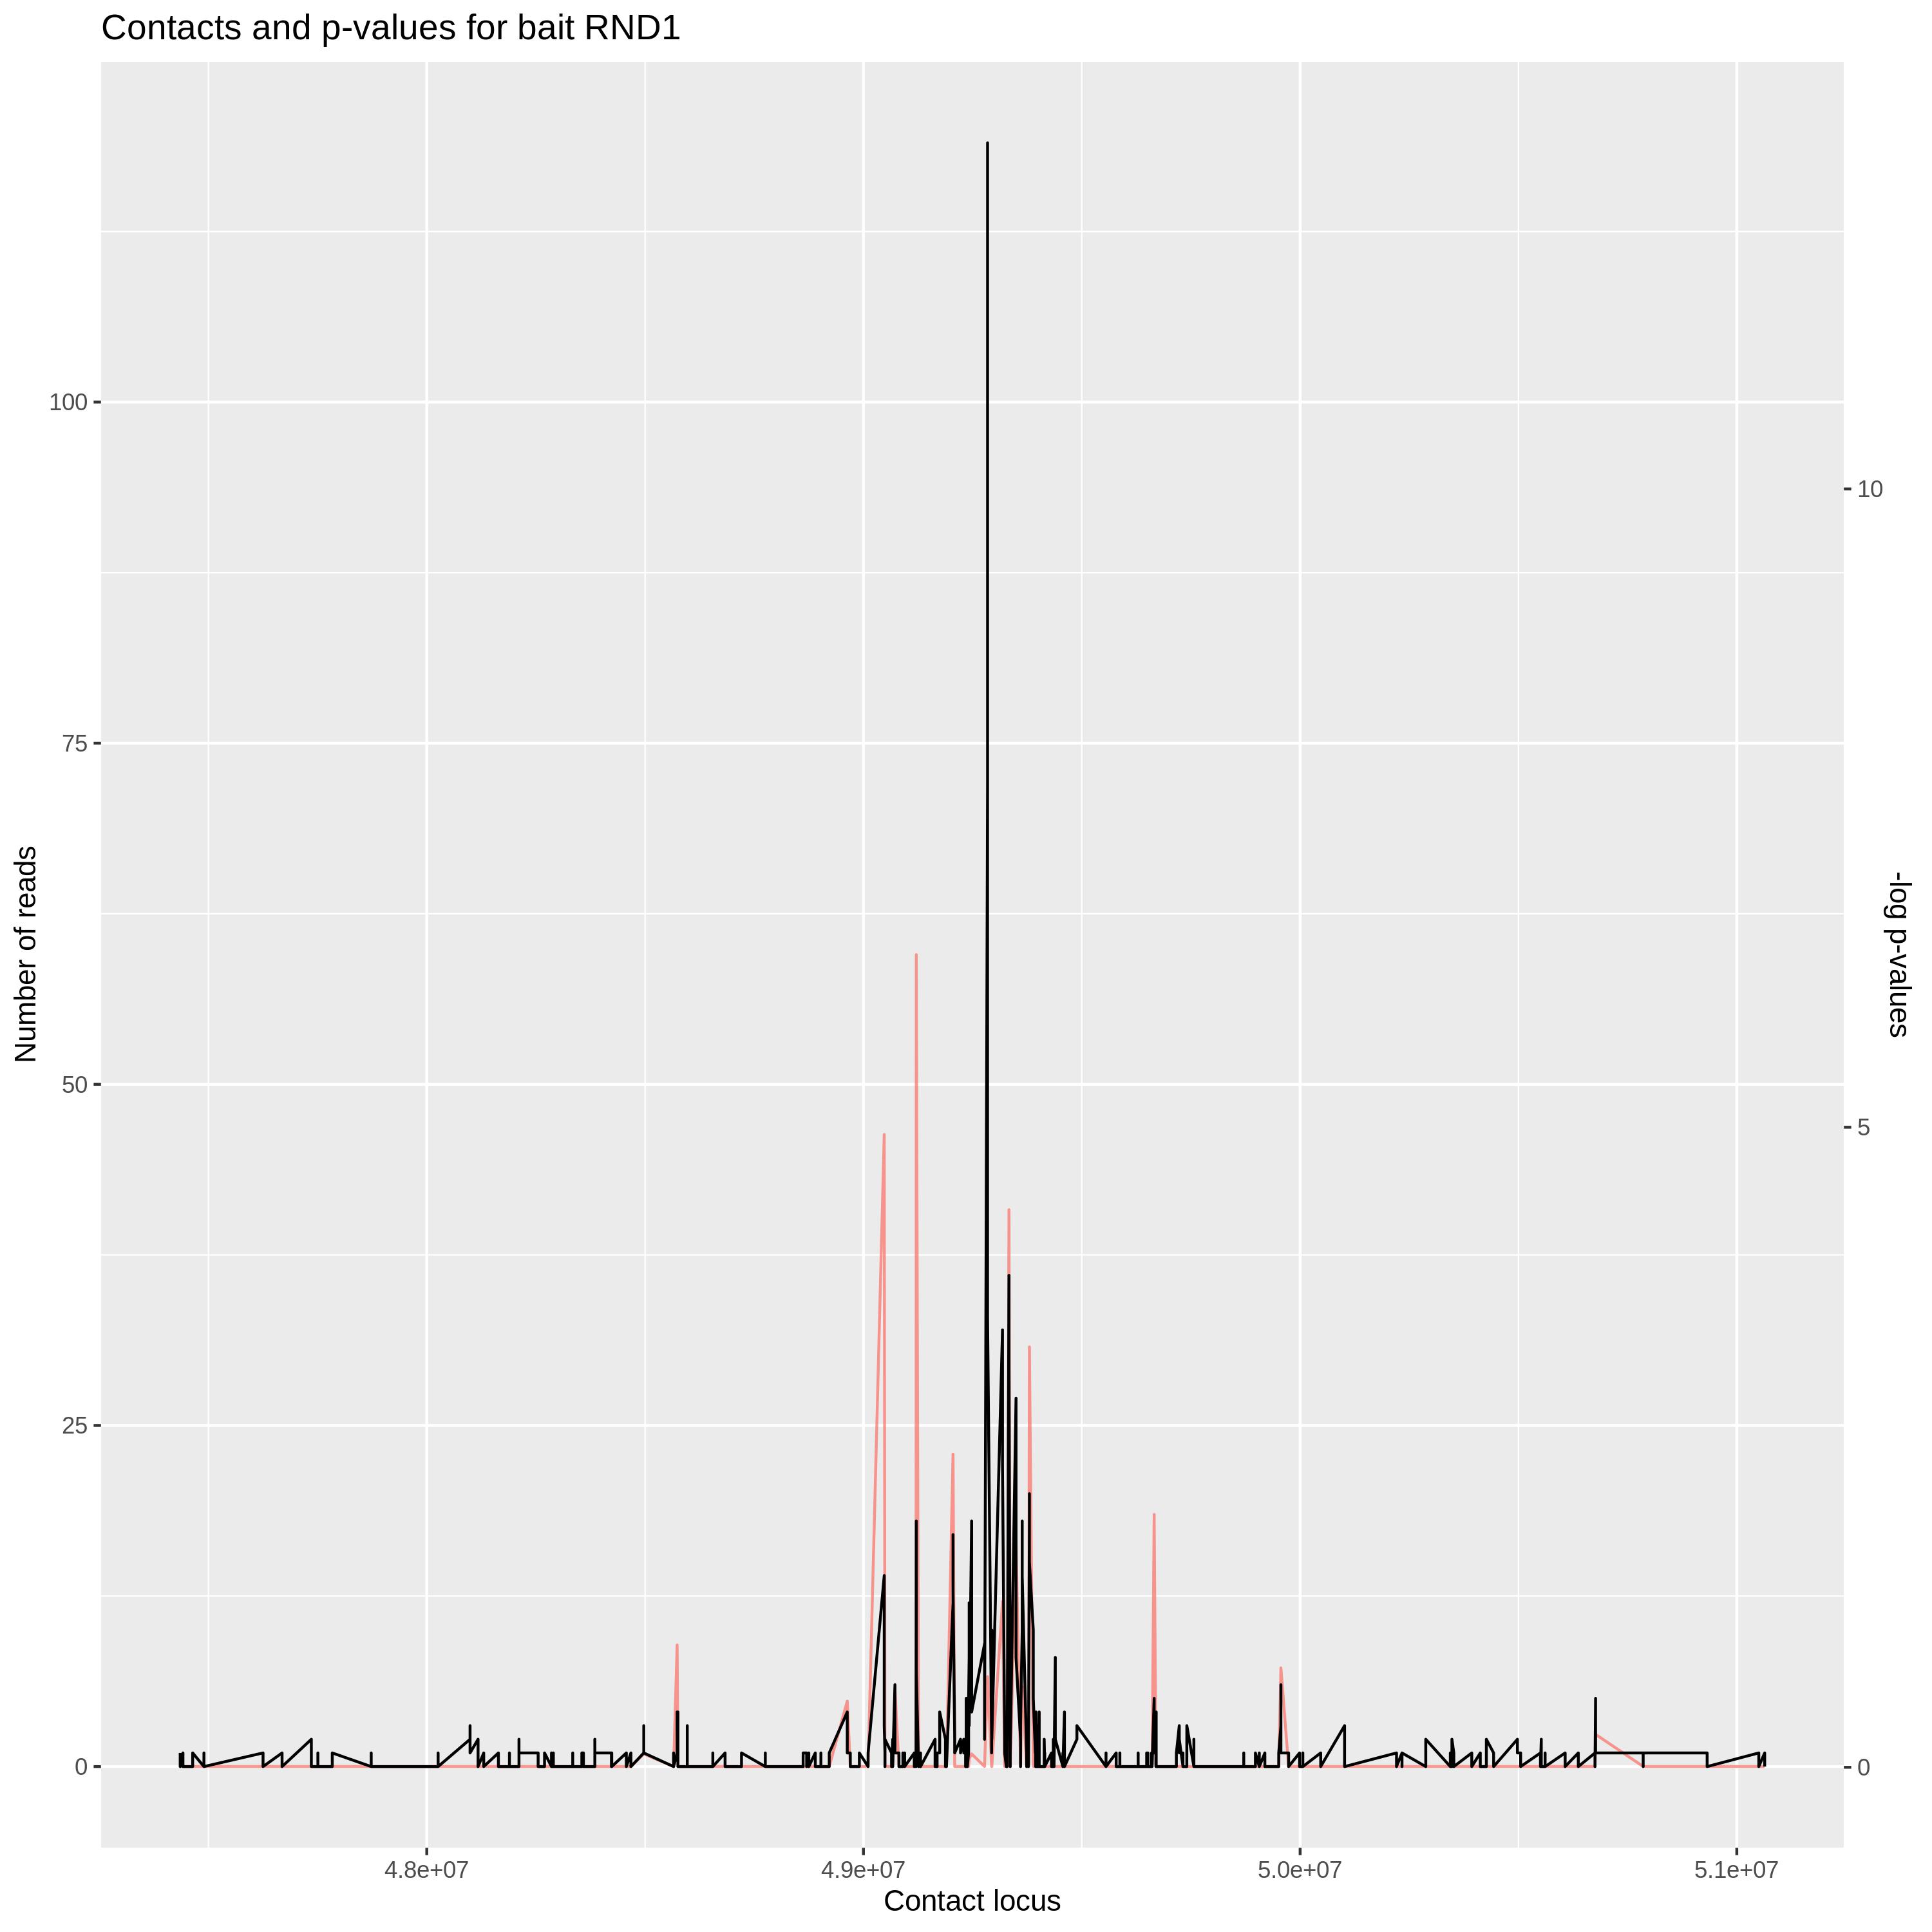 Contacts and p-values for bait RND1
100
75
50
25
0
Number of reads
10
5
0
-log p-values
4.8e+07
4.9e+07
5.0e+07
5.1e+07
Contact locus